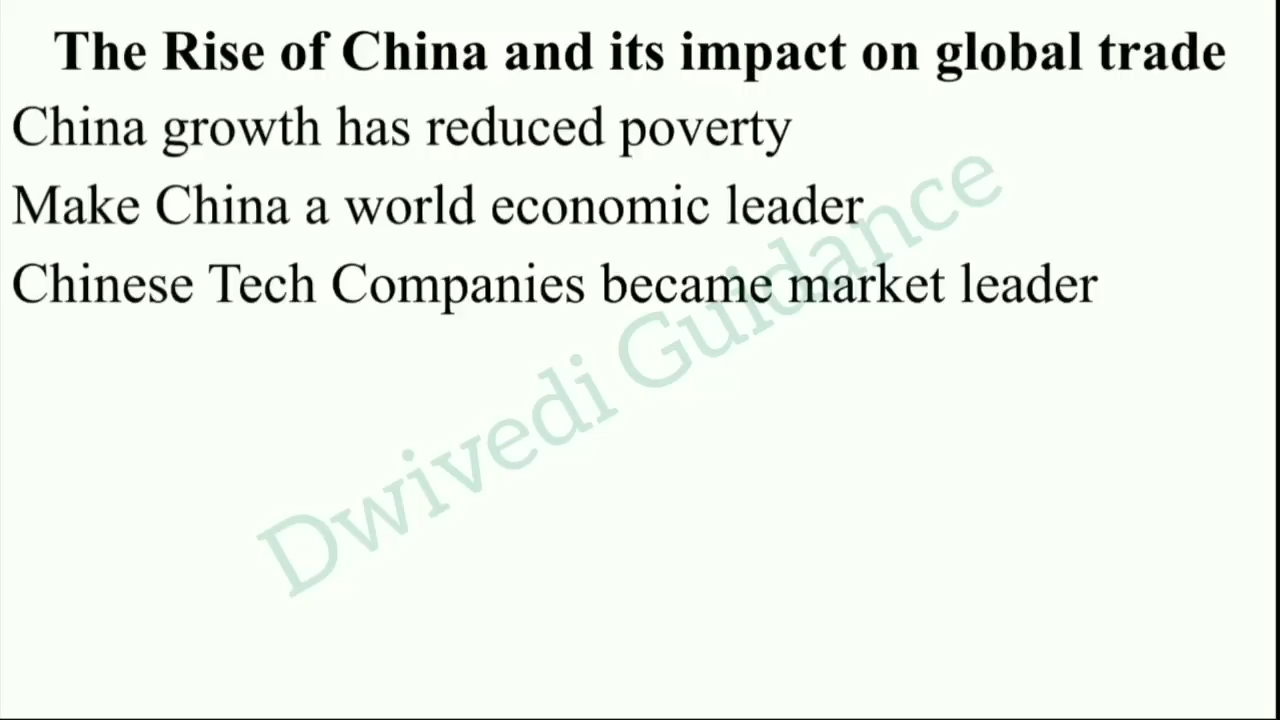 The Rise of China and its impact on global trade
China growth has reduced poverty
Make China a world economic leader
Chinese Tech Companies became market leader
Dwivedi Guidance